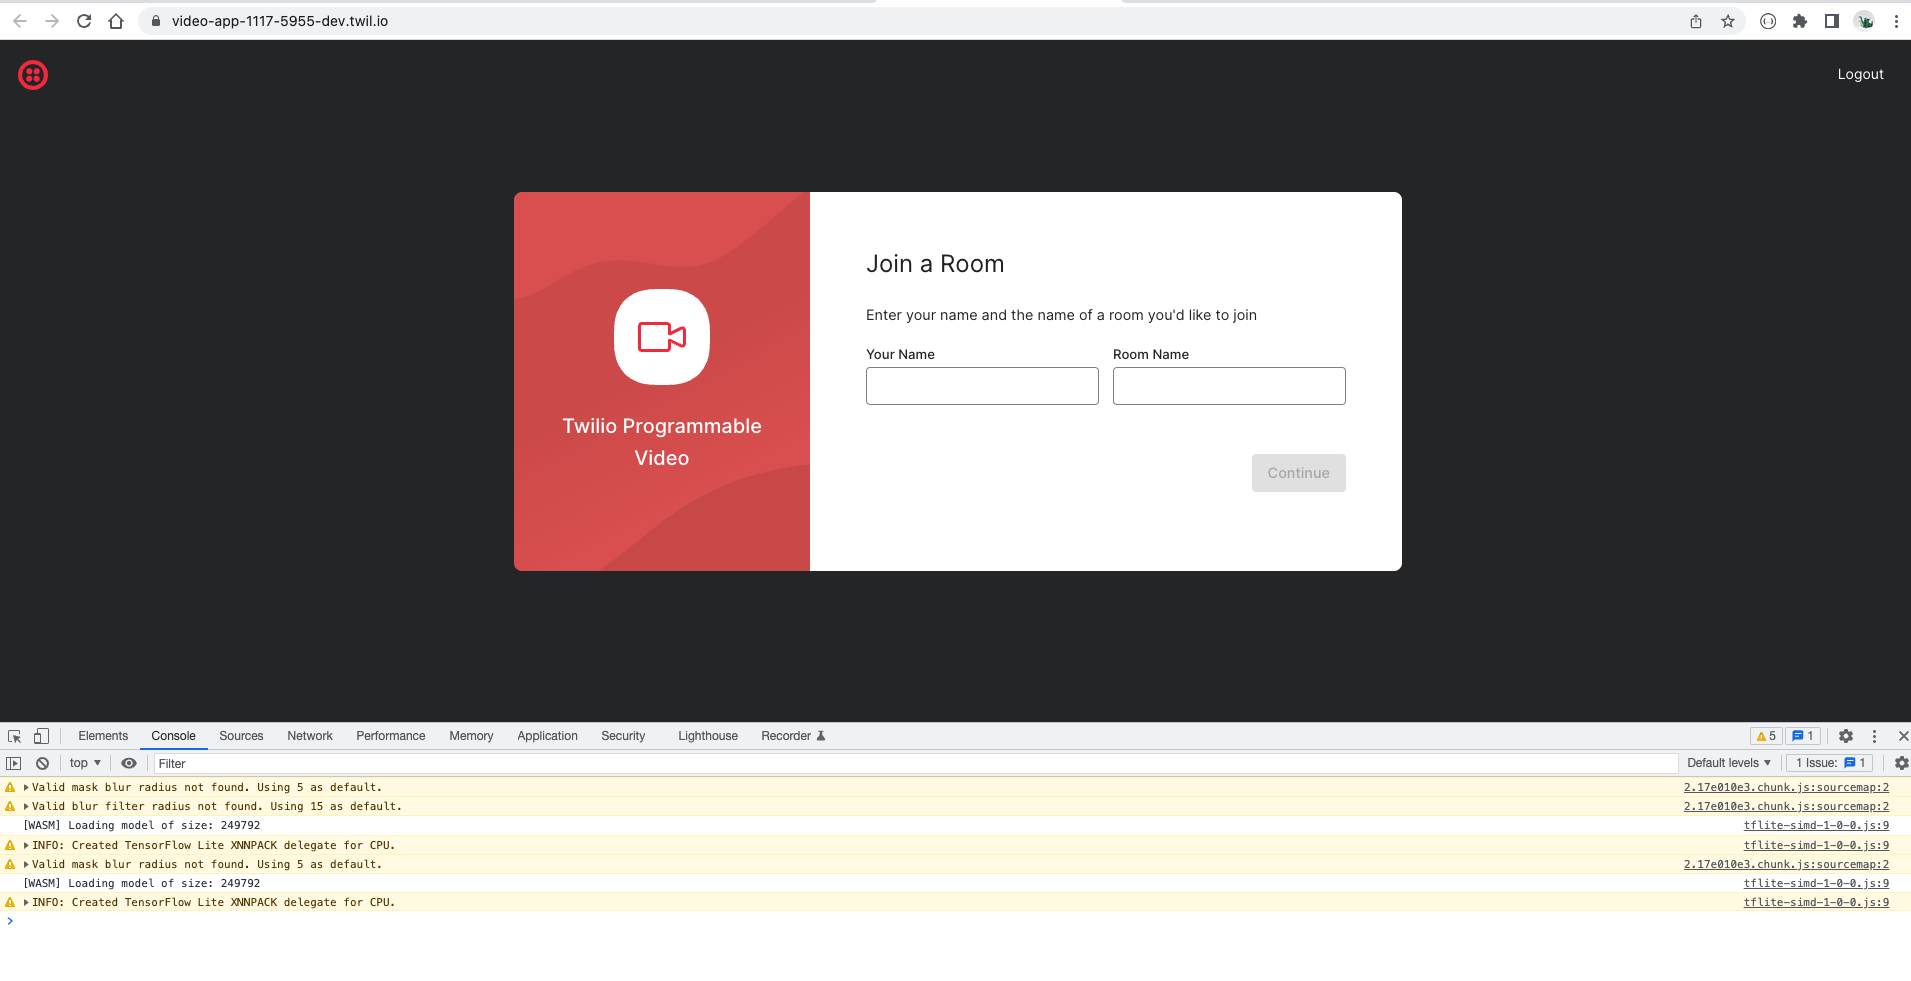 video-app-1117-5955-dev.twil.io
Logout
Twilio Programmable
Video
Join a Room
Enter your name and the name of a room you'd like to join
Your Name Room Name
Continue
Elements Console Sources Network Performance Memory Application Security Lighthouse Recorder 5 1
top Filter Default levels 1 Issue: 1
Valid mask blur radius not found. Using 5 as default. 2.17e010e3.chunk.js:sourcemap:2
Valid blur filter radius not found. Using 15 as default. 2.17e010e3.chunk.js:sourcemap:2
[WASM] Loading model of size: 249792 tflite-simd-1-0-0.js:9
INFO: Created TensorFlow Lite XNNPACK delegate for CPU. tflite-simd-1-0-0.js:9
Valid mask blur radius not found. Using 5 as default. 2.17e010e3.chunk.js:sourcemap:2
[WASM] Loading model of size: 249792 tflite-simd-1-0-0.js:9
INFO: Created TensorFlow Lite XNNPACK delegate for CPU. tflite-simd-1-0-0.js:9